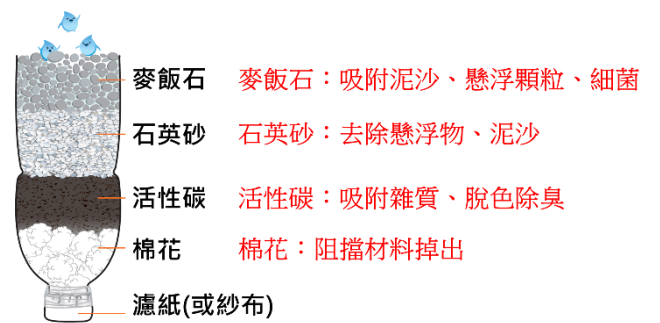 麥飯石 麥飯石：吸附泥沙、懸浮顆粒、細菌
石英砂 石英砂：去除懸浮物、泥沙
活性碳 活性碳：吸附雜質、脫色除臭
棉花 棉花：阻擋材料掉出
濾紙(或紗布)